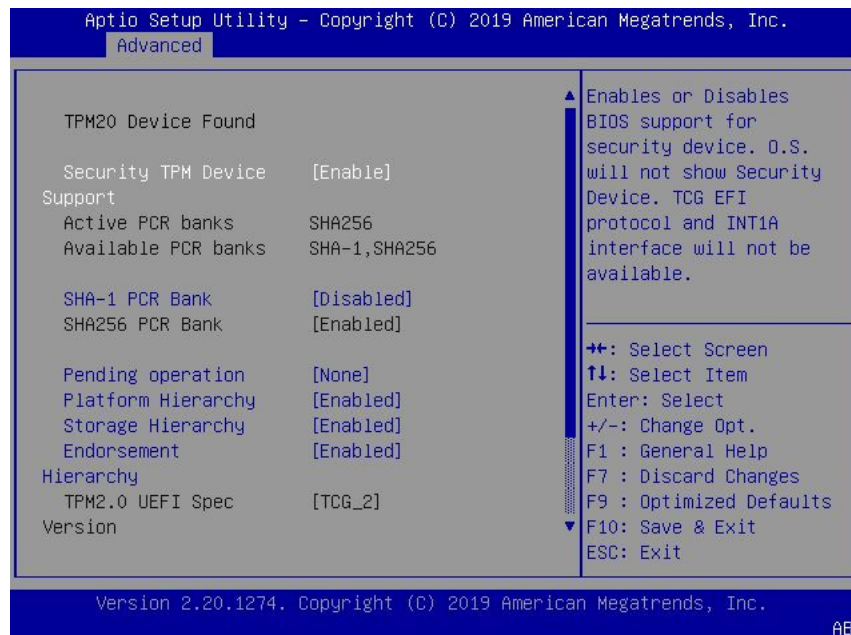 Aptio Setup Utility – Copyright (C) 2019 American Megatrends, Inc.
Advanced
TPM20 Device Found
Security TPM Device [Enable]
Support
Active PCR banks SHA256
Available PCR banks SHA-1,SHA256
SHA-1 PCR Bank [Disabled]
SHA256 PCR Bank [Enabled]
Pending operation [None]
Platform Hierarchy [Enabled]
Storage Hierarchy [Enabled]
Endorsement [Enabled]
Hierarchy
TPM2.0 UEFI Spec [TCG_2]
Version
Enables or Disables
BIOS support for
security device. O.S.
will not show Security
Device. TCG EFI
protocol and INT1A
interface will not be
available.
→←: Select Screen
↑↓: Select Item
Enter: Select
+/-: Change Opt.
F1 : General Help
F7 : Discard Changes
F9 : Optimized Defaults
F10: Save & Exit
ESC: Exit
Version 2.20.1274. Copyright (C) 2019 American Megatrends, Inc.